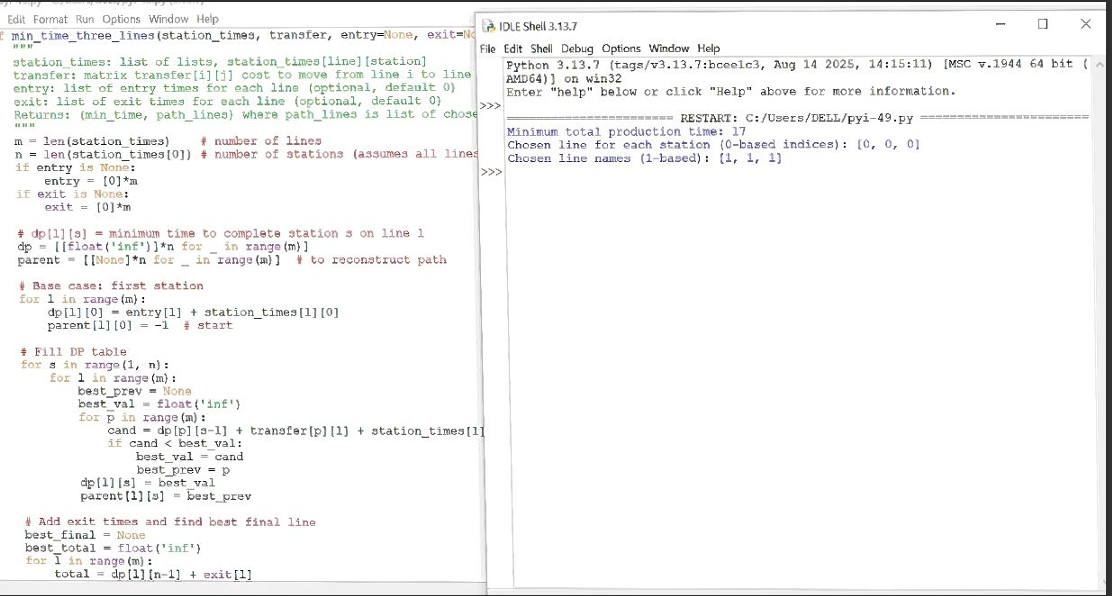 Edit Format Run Options Window Help
min_time_three_lines(station_times, transfer, entry=None, exit=
"""
station_times: list of lists, station_times[line][station]
transfer: matrix transfer[i][j] cost to move from line i to line
entry: list of entry times for each line (optional, default 0)
exit: list of exit times for each line (optional, default 0)
Returns: (min_time, path_lines) where path_lines is list of
"""
m = len(station_times) # number of lines
n = len(station_times[0]) # number of stations (assumes all lines
if entry is None:
entry = [0]*m
if exit is None:
exit = [0]*m
# dp[l][s] = minimum time to complete station s on line l
dp = [[float('inf')]*n for _ in range(m)]
parent = [[None]*n for _ in range(m)] # to reconstruct path
# Base case: first station
for l in range(m):
dp[l][0] = entry[l] + station_times[l][0]
parent[l][0] = -1 # start
# Fill DP table
for s in range(1, n):
for l in range(m):
best_prev = None
best_val = float('inf')
for p in range(m):
cand = dp[p][s-1] + transfer[p][l] + station_times[l]
if cand < best_val:
best_val = cand
best_prev = p
dp[l][s] = best_val
parent[l][s] = best_prev
# Add exit times and find best final line
best_final = None
best_total = float('inf')
for l in range(m):
total = dp[l][n-1] + exit[l]
IDLE Shell 3.13.7
File Edit Shell Debug Options Window Help
Python 3.13.7 (tags/v3.13.7:bcee1c3, Aug 14 2025, 14:15:11) [MSC v.1944 64 bit (
AMD64)] on win32
Enter "help" below or click "Help" above for more information.
>>>
======================= RESTART: C:/Users/DELL/pyi-49.py =======================
Minimum total production time: 17
Chosen line for each station (0-based indices): [0, 0, 0]
Chosen line names (1-based): [1, 1, 1]
>>>